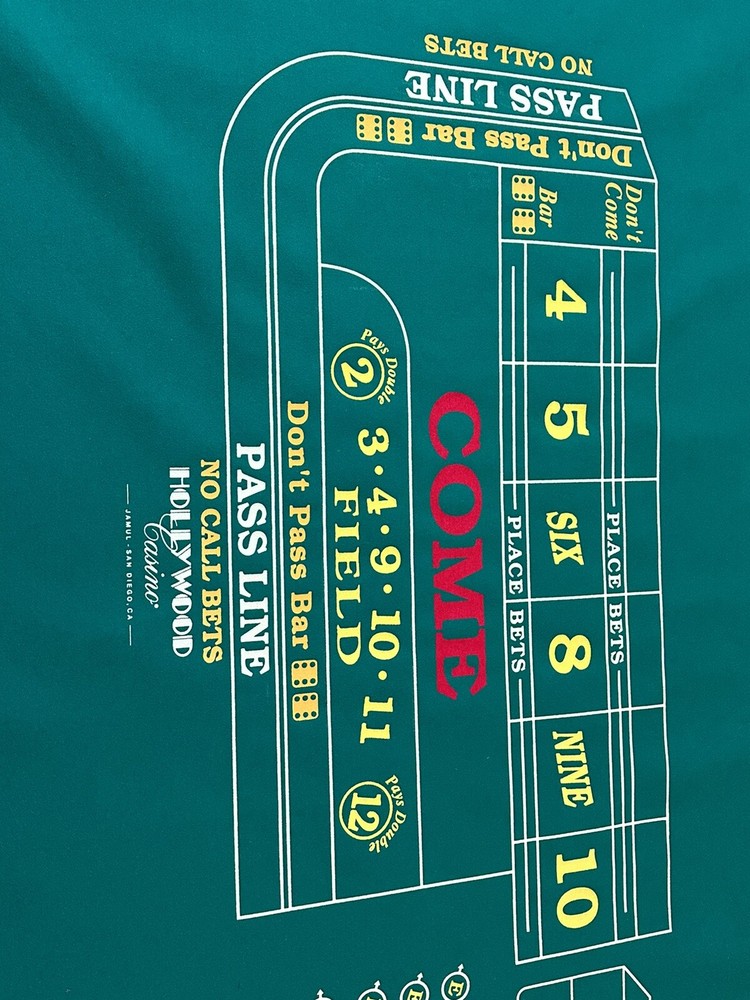 NO CALL BETS
PASS LINE
Don't Pass Bar
Don't
Come
Bar
4
5
SIX
8
NINE
10
PLACE BETS
PLACE BETS
COME
Pays Double
2
3 · 4 · 9 · 10 · 11
Pays Double
12
FIELD
Don't Pass Bar
PASS LINE
NO CALL BETS
HOLLYWOOD
Casino®
JAMUL - SAN DIEGO, CA
E
E